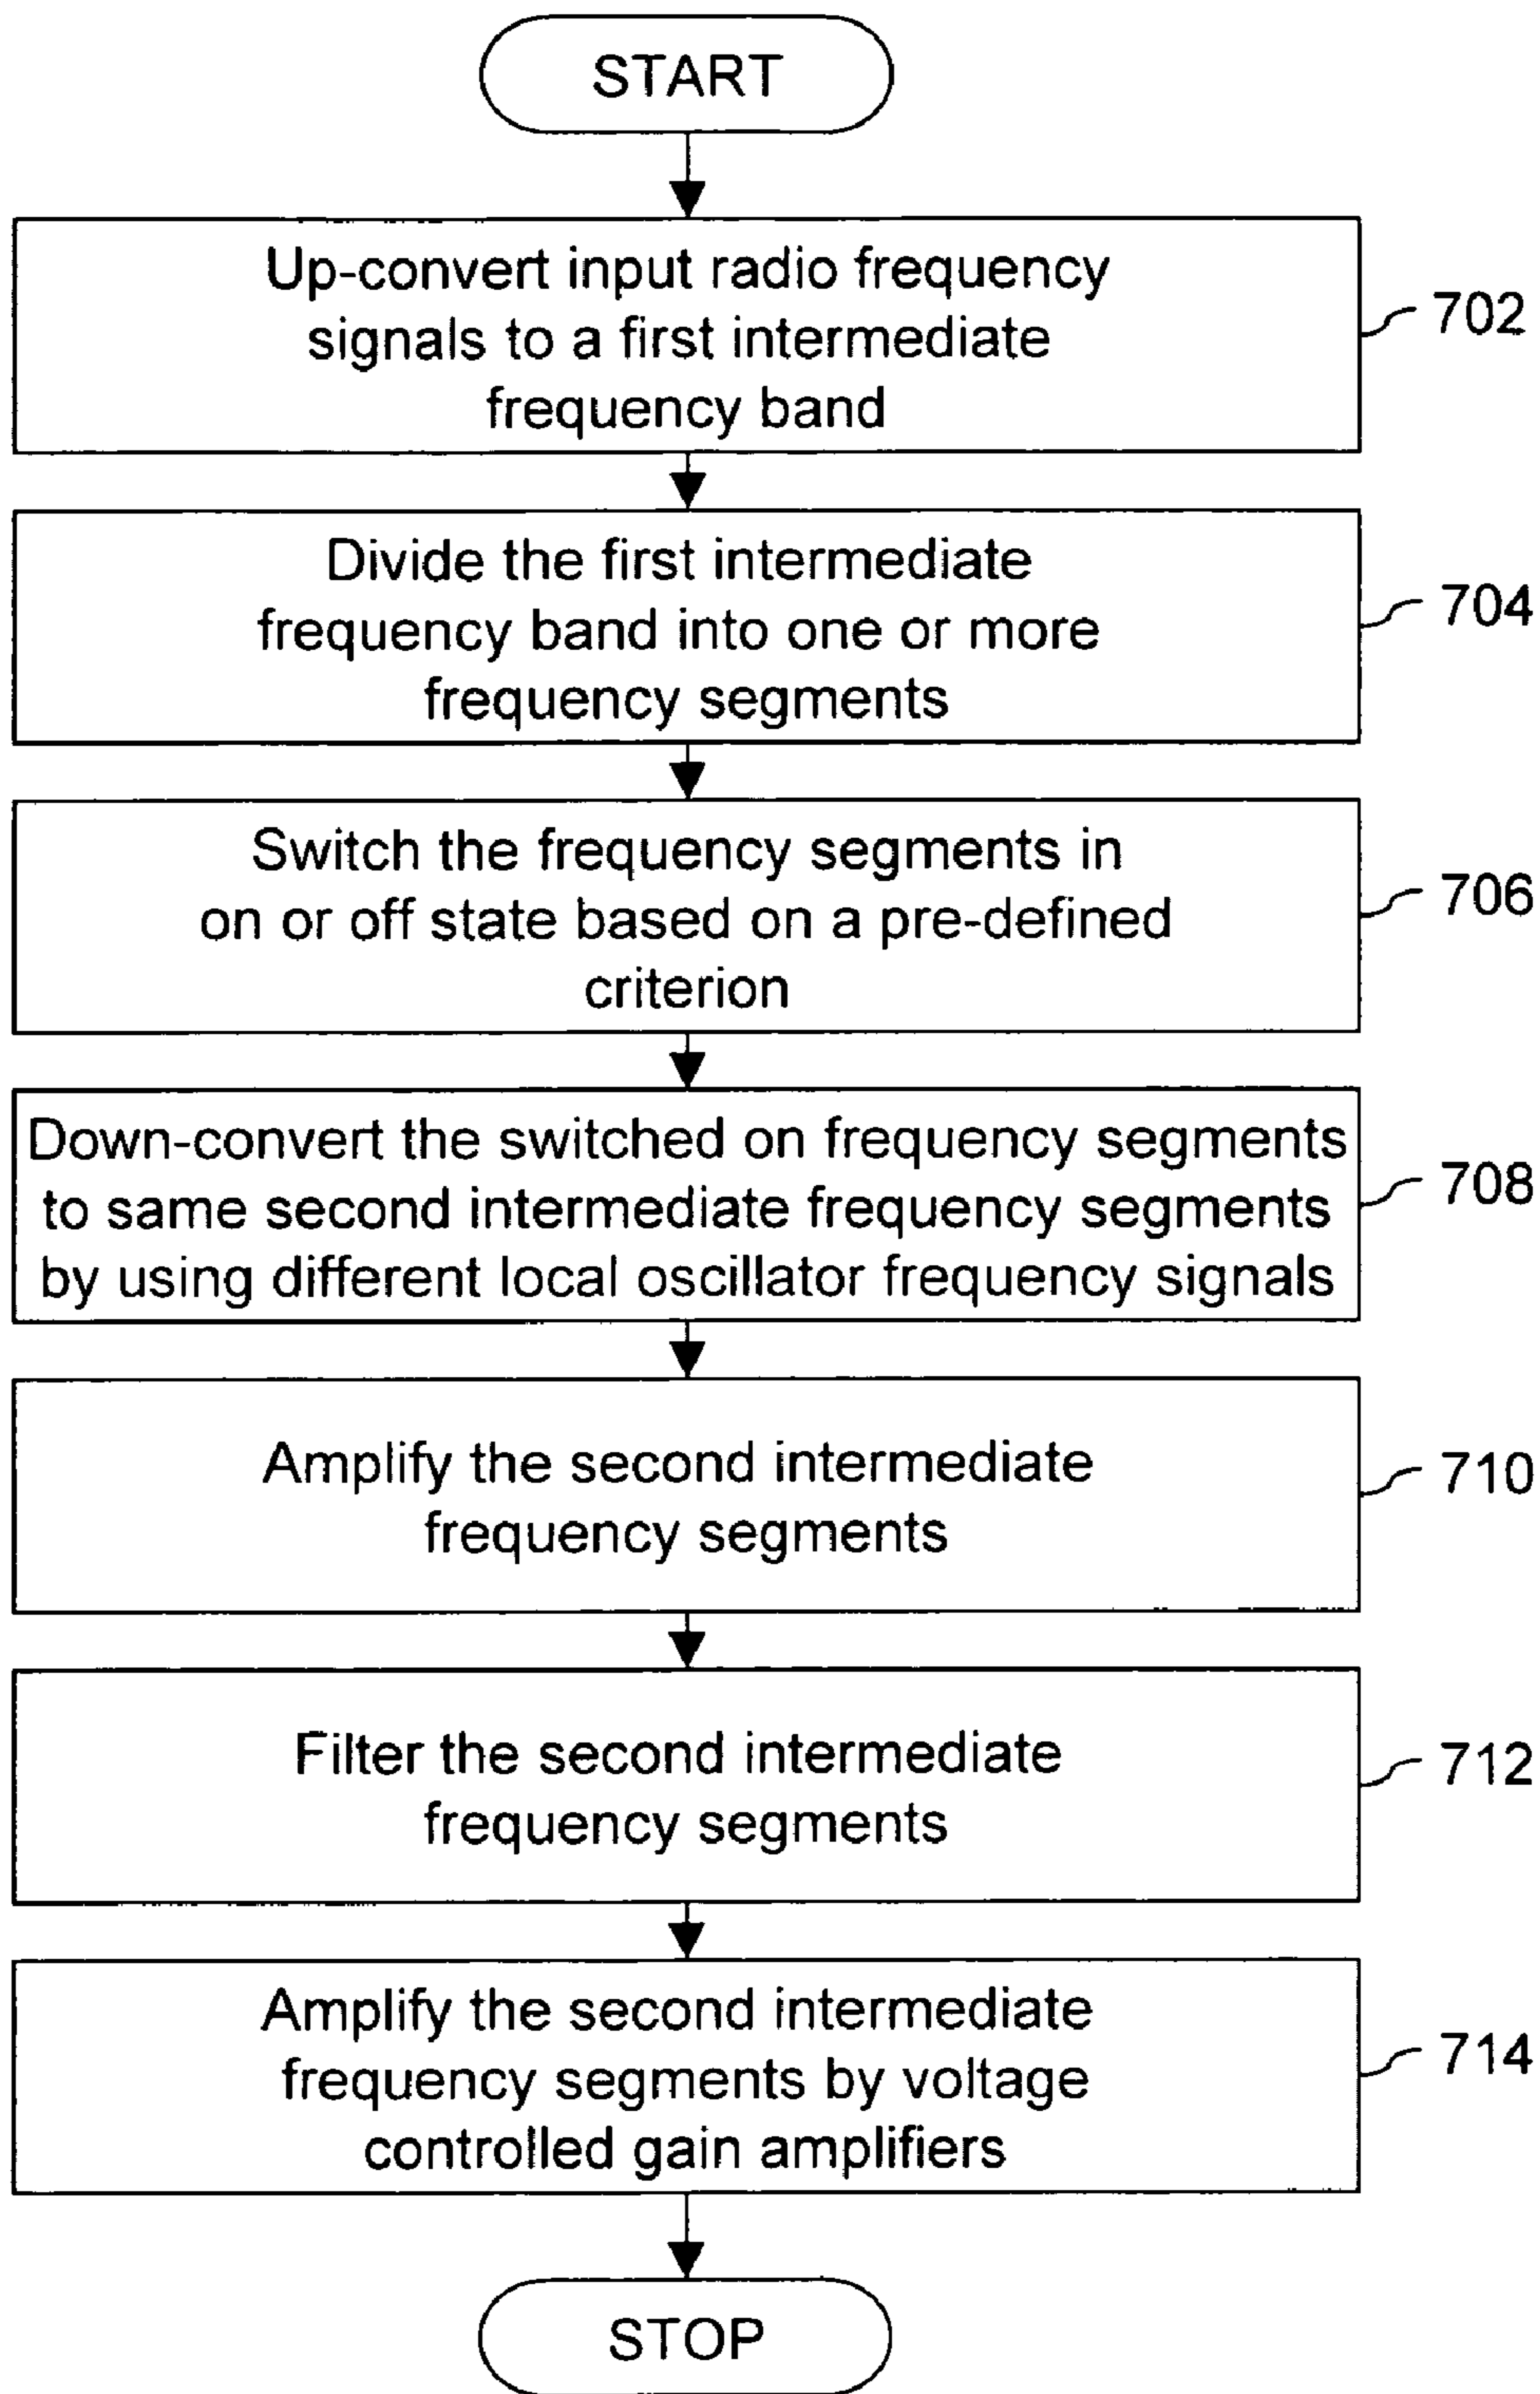 START
Up-convert input radio frequency
signals to a first intermediate
frequency band
702
Divide the first intermediate
frequency band into one or more
frequency segments
704
Switch the frequency segments in
on or off state based on a pre-defined
criterion
706
Down-convert the switched on frequency segments
to same second intermediate frequency segments
by using different local oscillator frequency signals
708
Amplify the second intermediate
frequency segments
710
Filter the second intermediate
frequency segments
712
Amplify the second intermediate
frequency segments by voltage
controlled gain amplifiers
714
STOP